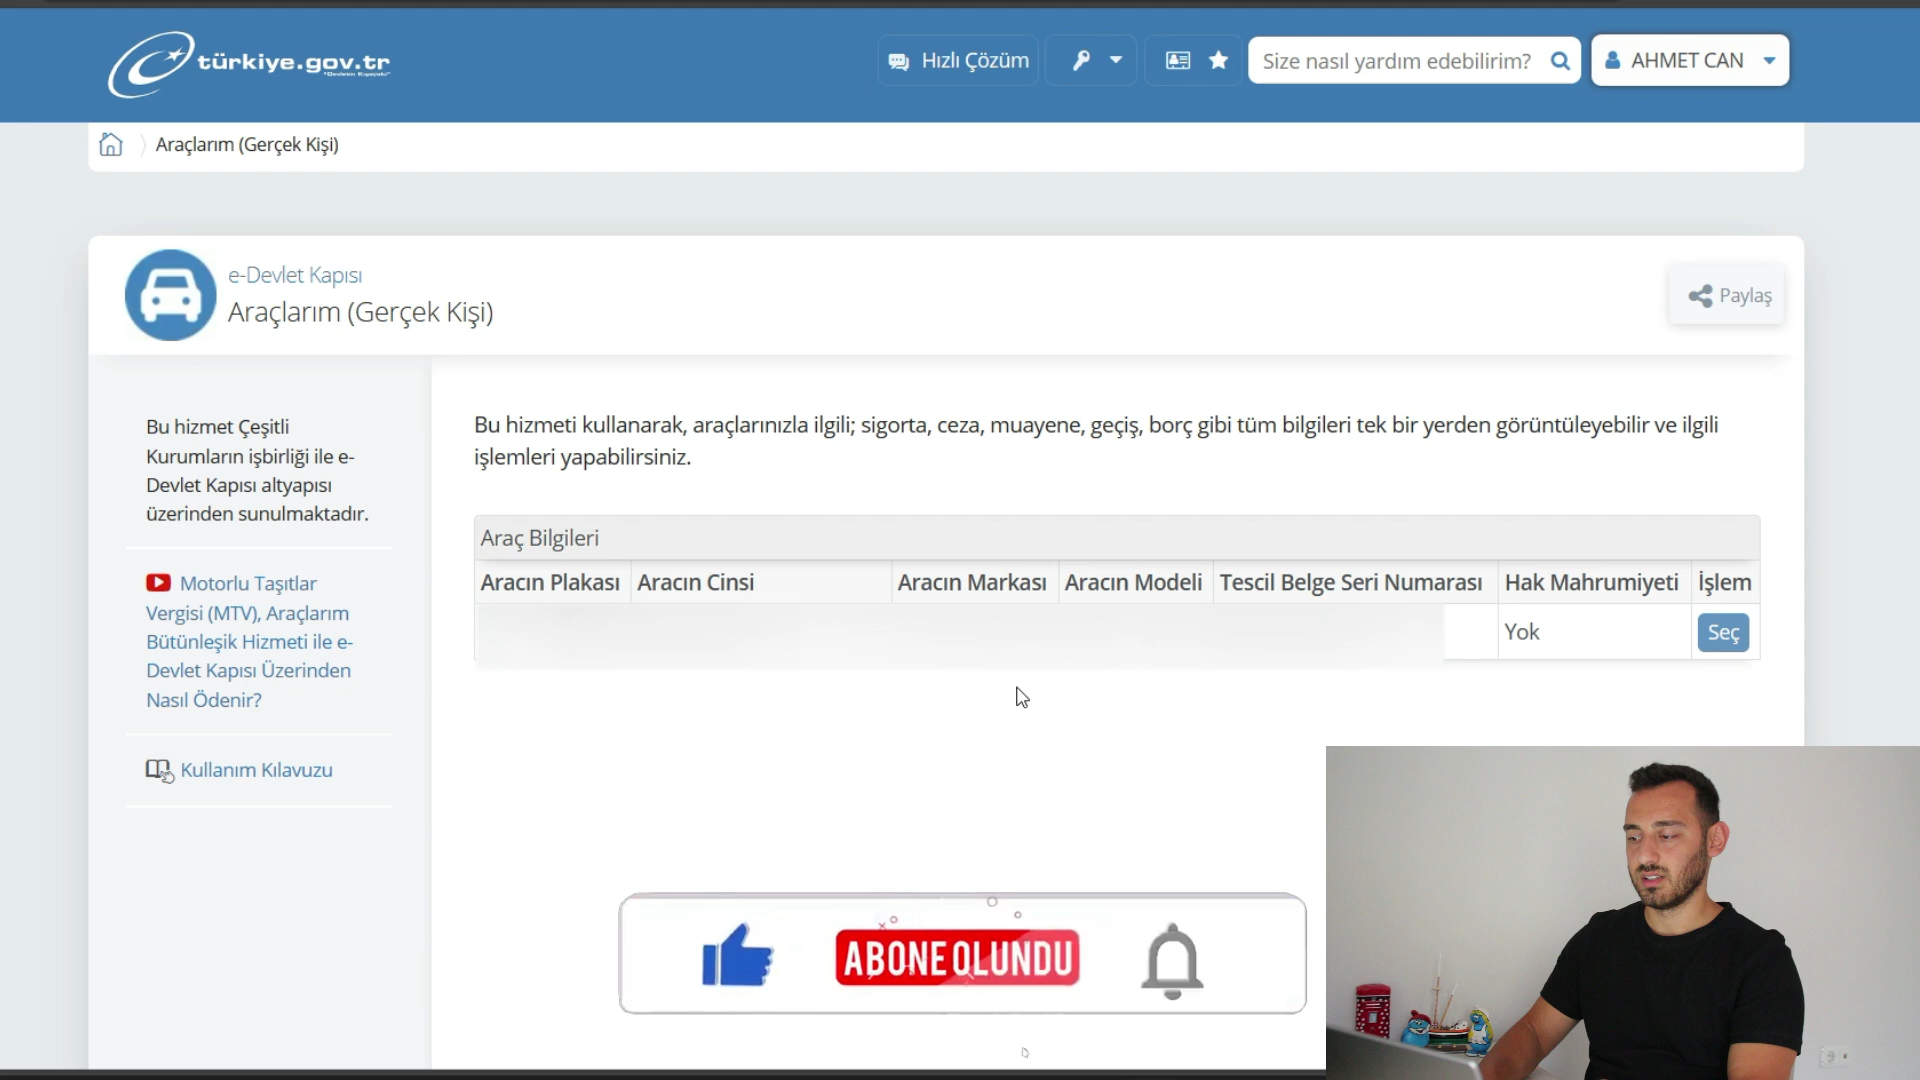 türkiye.gov.tr
"Devletin Kısayolu"
Hızlı Çözüm
Size nasıl yardım edebilirim?
AHMET CAN
Araçlarım (Gerçek Kişi)
e-Devlet Kapısı
Araçlarım (Gerçek Kişi)
Paylaş
Bu hizmet Çeşitli
Kurumların işbirliği ile e-
Devlet Kapısı altyapısı
üzerinden sunulmaktadır.
Motorlu Taşıtlar
Vergisi (MTV), Araçlarım
Bütünleşik Hizmeti ile e-
Devlet Kapısı Üzerinden
Nasıl Ödenir?
Kullanım Kılavuzu
Bu hizmeti kullanarak, araçlarınızla ilgili; sigorta, ceza, muayene, geçiş, borç gibi tüm bilgileri tek bir yerden görüntüleyebilir ve ilgili
işlemleri yapabilirsiniz.
Araç Bilgileri
Aracın Plakası Aracın Cinsi Aracın Markası Aracın Modeli Tescil Belge Seri Numarası Hak Mahrumiyeti İşlem
Yok Seç
ABONE OLUNDU